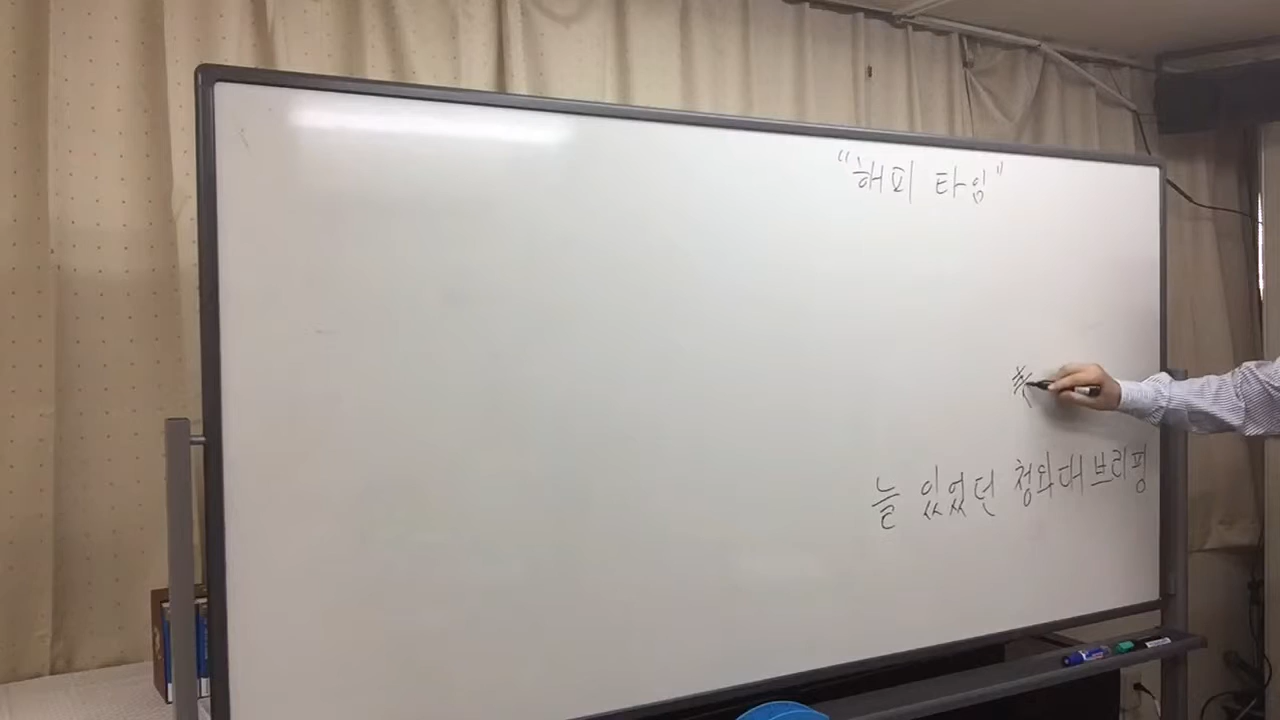 "해피 타임"
늘 있었던 청와대 브리핑